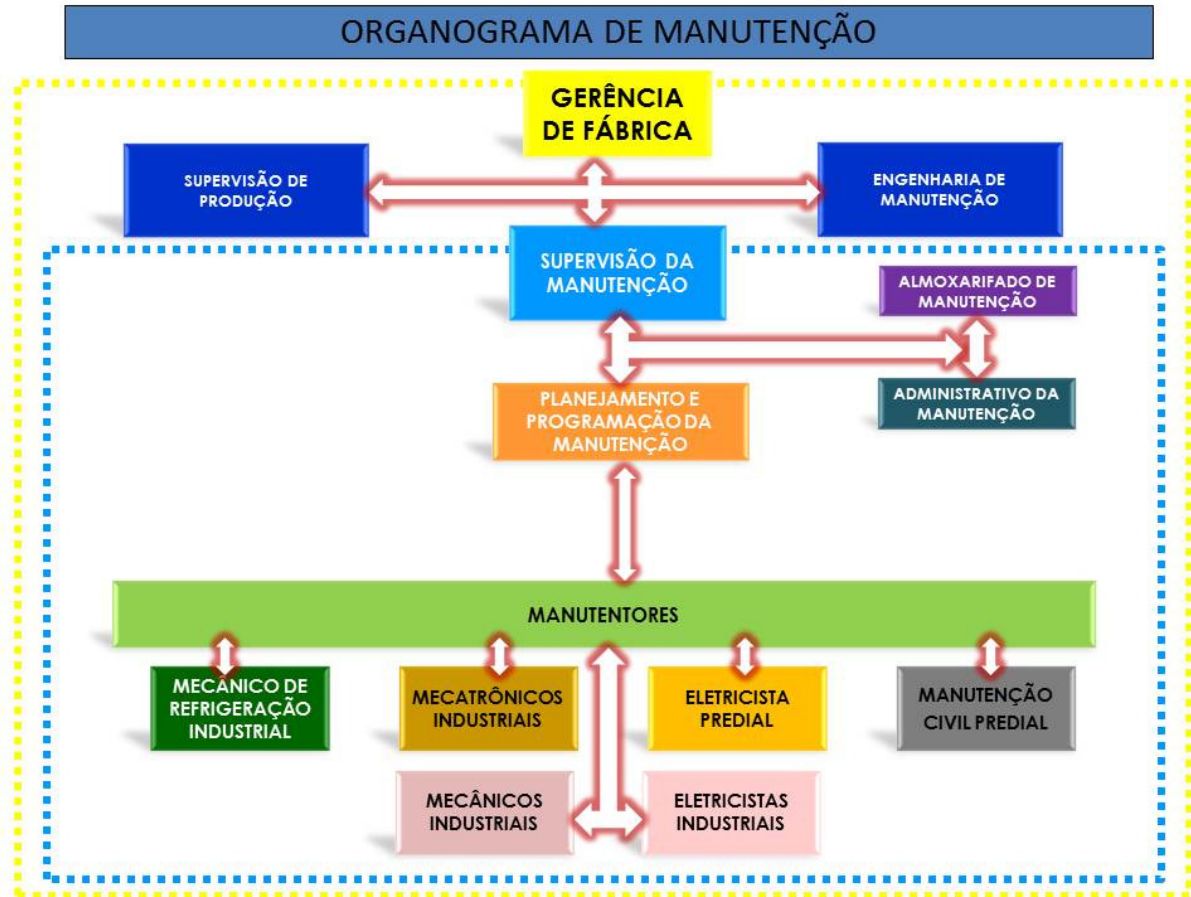 ORGANOGRAMA DE MANUTENÇÃO
GERÊNCIA
DE FÁBRICA
SUPERVISÃO DE
PRODUÇÃO
ENGENHARIA DE
MANUTENÇÃO
SUPERVISÃO DA
MANUTENÇÃO
ALMOXARIFADO DE
MANUTENÇÃO
PLANEJAMENTO E
PROGRAMAÇÃO DA
MANUTENÇÃO
ADMINISTRATIVO DA
MANUTENÇÃO
MANUTENTORES
MECÂNICO DE
REFRIGERAÇÃO
INDUSTRIAL
MECATRÔNICOS
INDUSTRIAIS
ELETRICISTA
PREDIAL
MANUTENÇÃO
CIVIL PREDIAL
MECÂNICOS
INDUSTRIAIS
ELETRICISTAS
INDUSTRIAIS